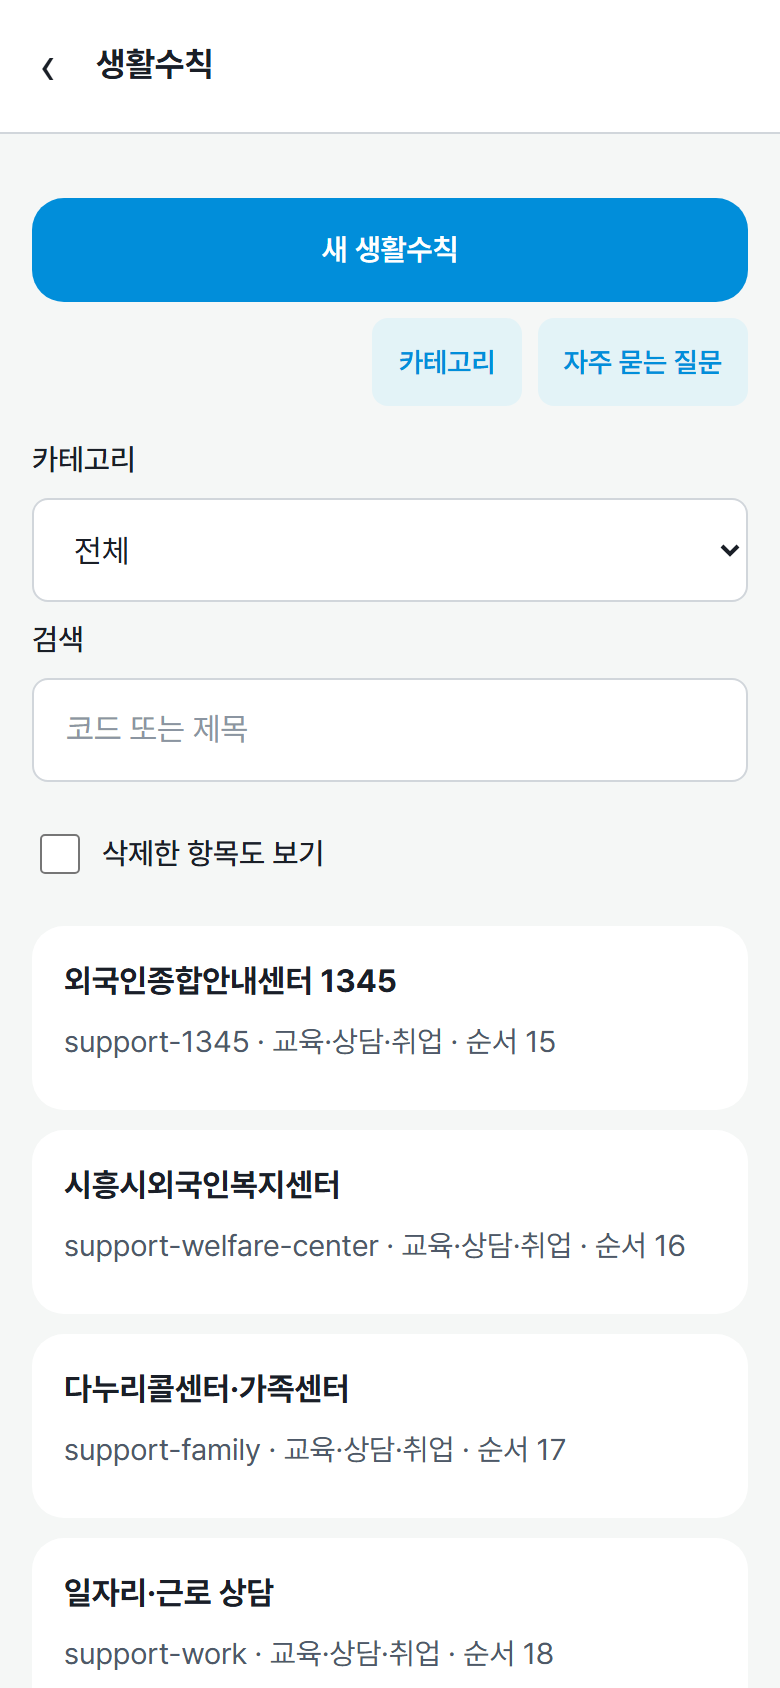 ‹ 생활수칙
새 생활수칙
카테고리 자주 묻는 질문
카테고리
전체
검색
코드 또는 제목
삭제한 항목도 보기
외국인종합안내센터 1345
support-1345 · 교육·상담·취업 · 순서 15
시흥시외국인복지센터
support-welfare-center · 교육·상담·취업 · 순서 16
다누리콜센터·가족센터
support-family · 교육·상담·취업 · 순서 17
일자리·근로 상담
support-work · 교육·상담·취업 · 순서 18